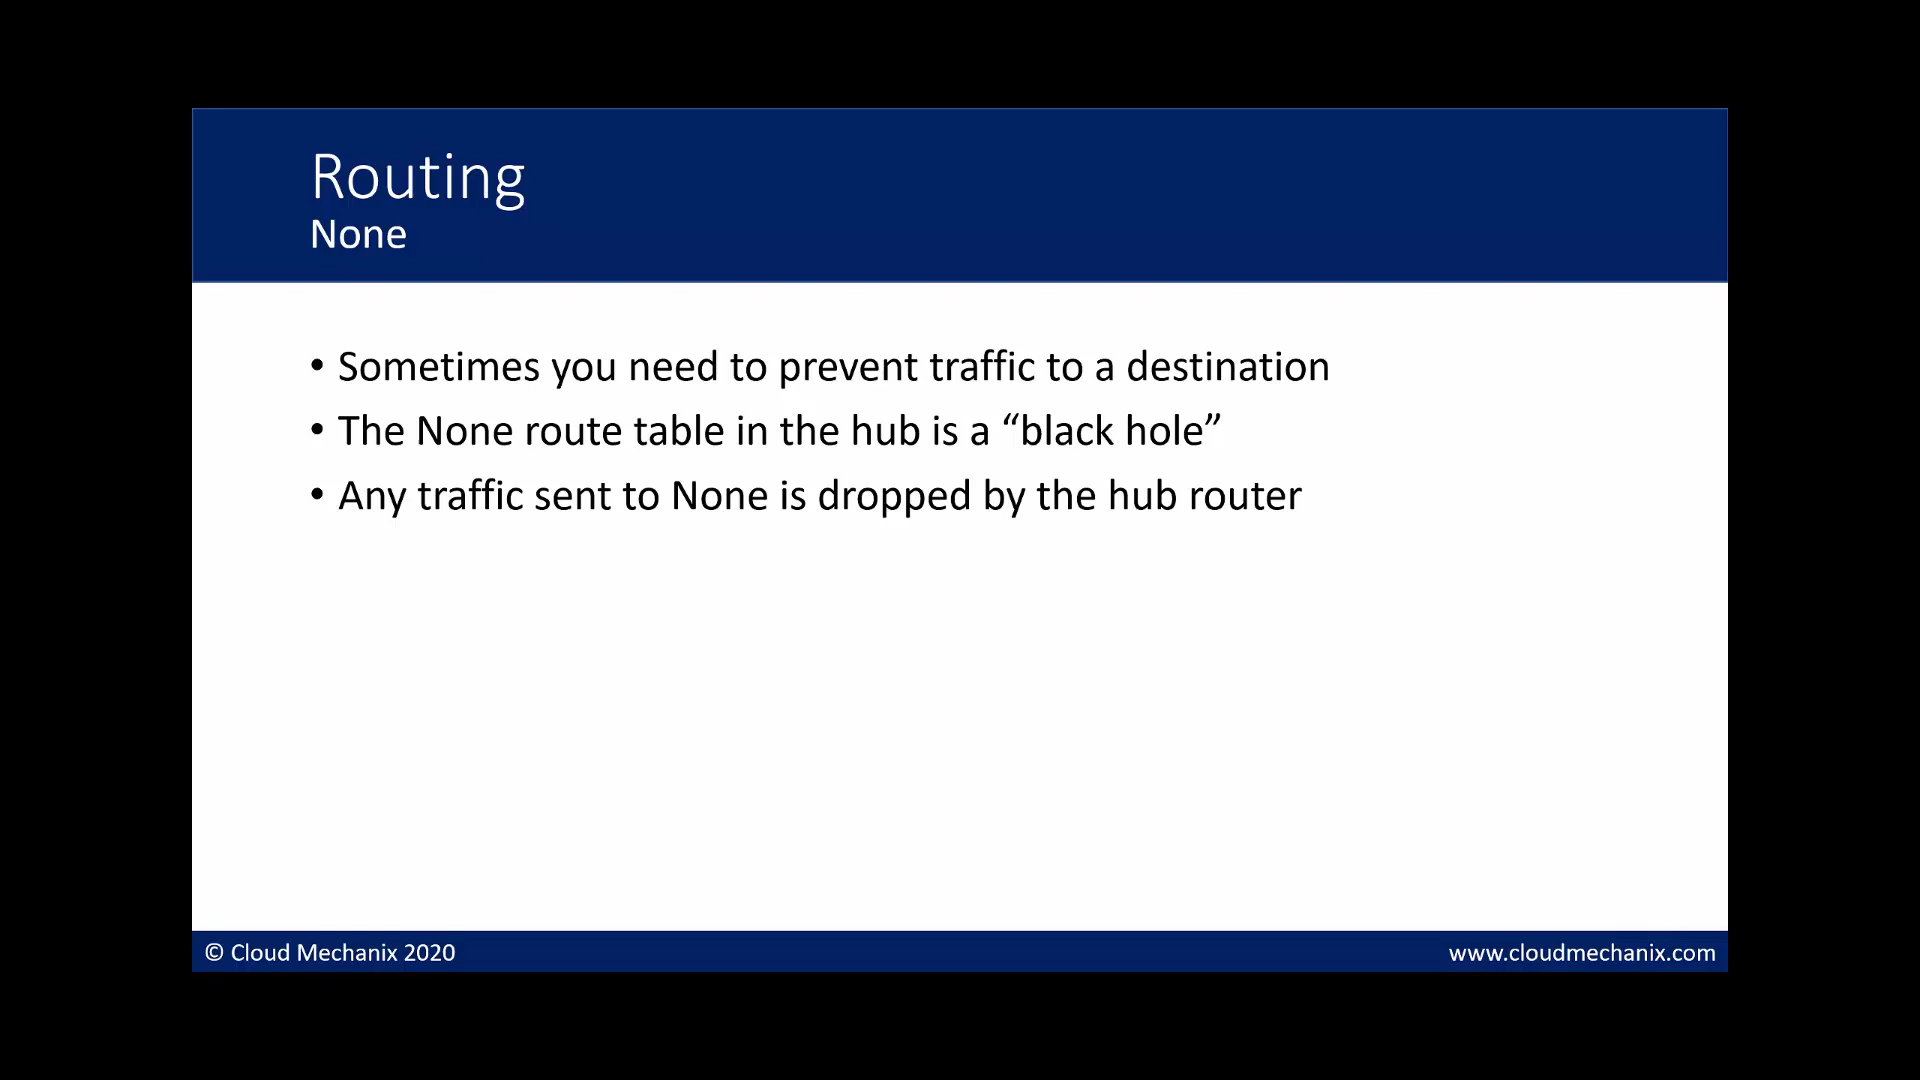 Routing
None
• Sometimes you need to prevent traffic to a destination
• The None route table in the hub is a “black hole”
• Any traffic sent to None is dropped by the hub router
© Cloud Mechanix 2020
www.cloudmechanix.com